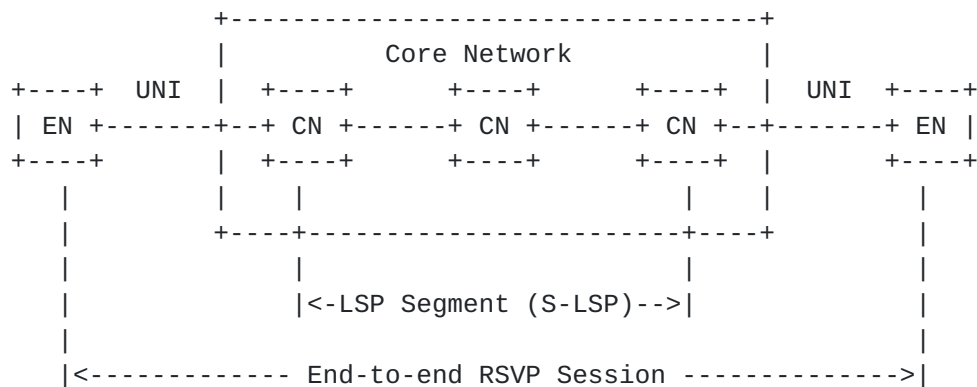 Core Network
UNI UNI
EN CN CN CN EN
<-LSP Segment (S-LSP)-->
<------------- End-to-end RSVP Session -------------->